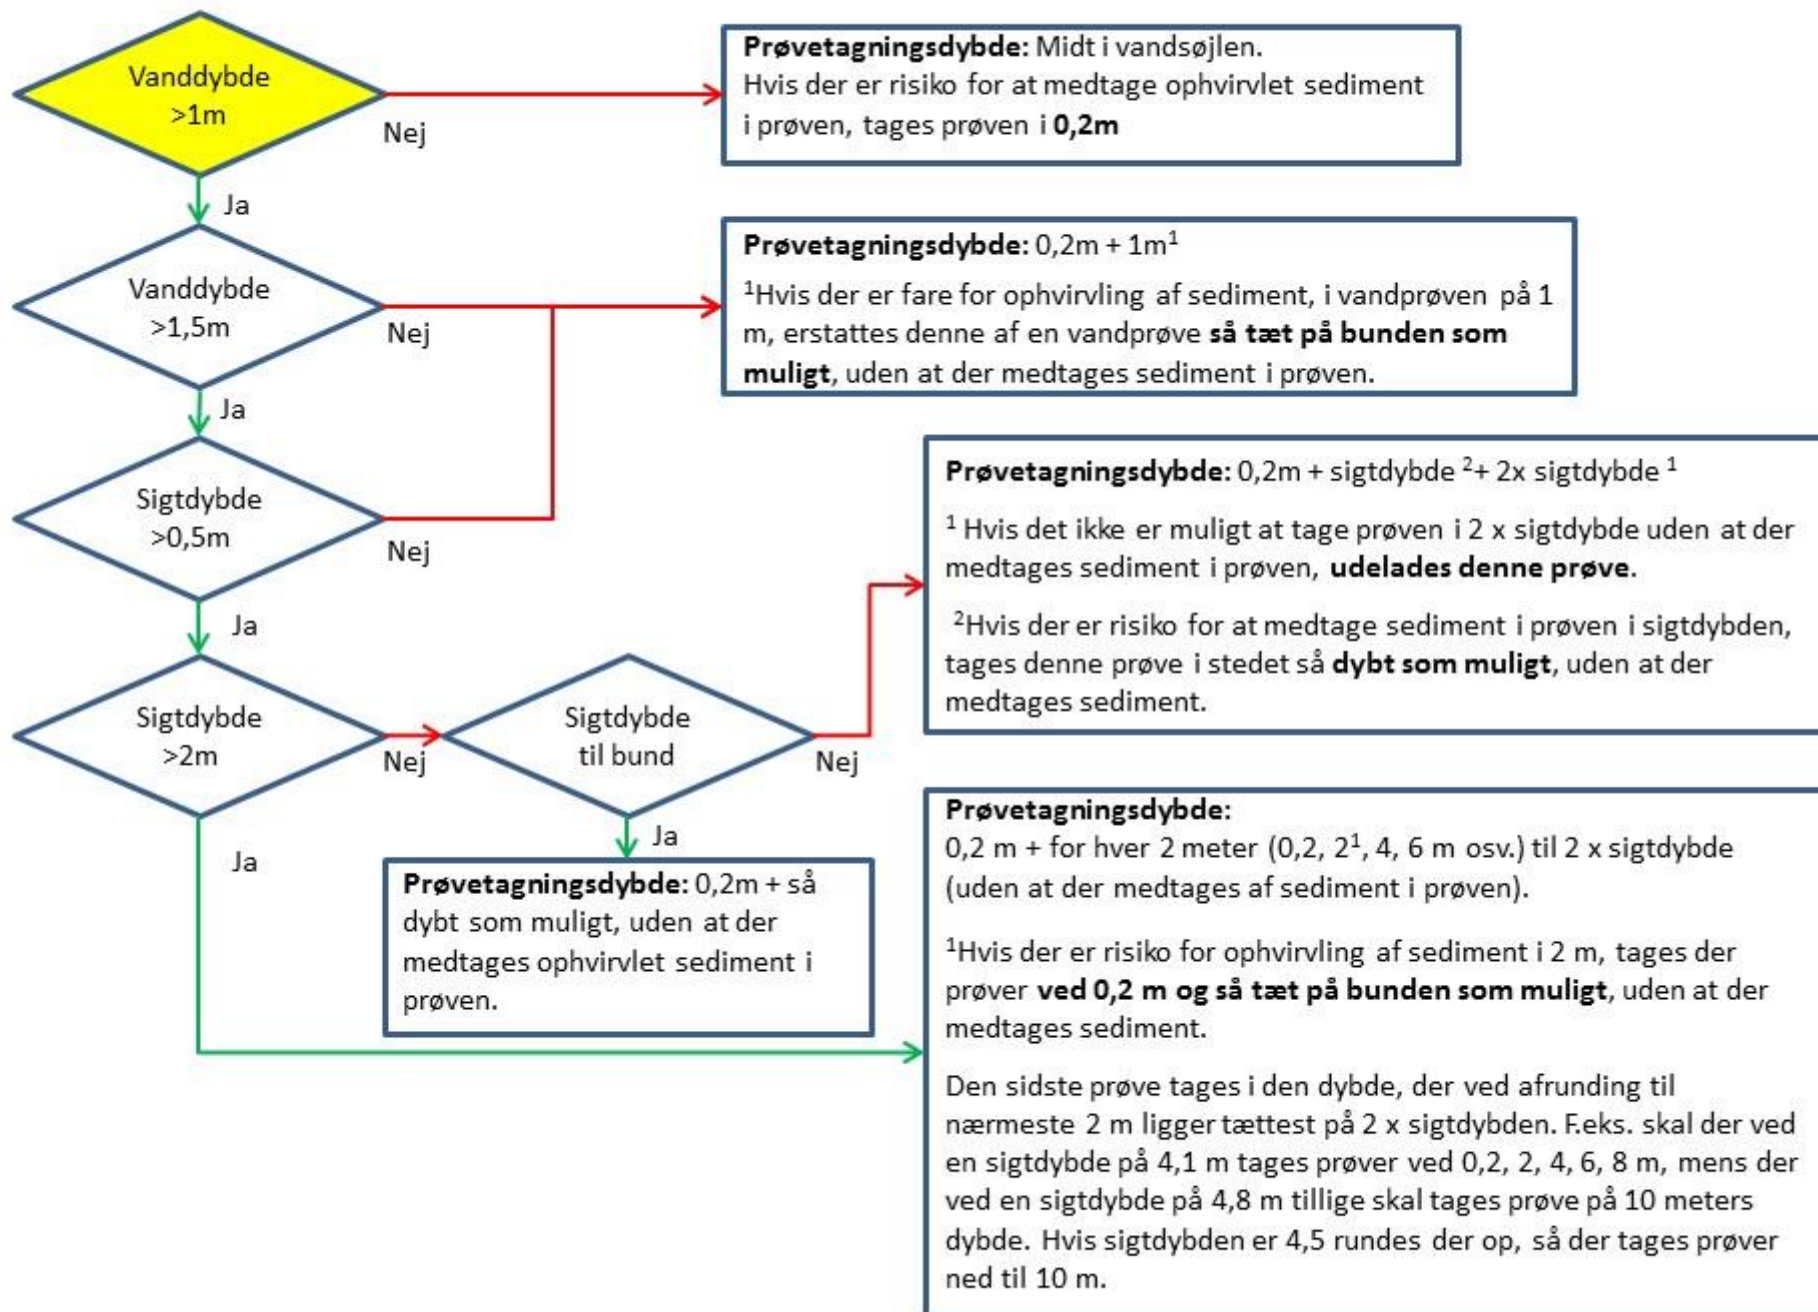 Vanddybde
>1m
Nej
Prøvetagningsdybde: Midt i vandsøjlen.
Hvis der er risiko for at medtage ophvirvlet sediment
i prøven, tages prøven i 0,2m
Ja
Vanddybde
>1,5m
Nej
Prøvetagningsdybde: 0,2m + 1m¹
¹Hvis der er fare for ophvirvling af sediment, i vandprøven på 1
m, erstattes denne af en vandprøve så tæt på bunden som
muligt, uden at der medtages sediment i prøven.
Ja
Sigtdybde
>0,5m
Nej
Prøvetagningsdybde: 0,2m + sigtdybde ²+ 2x sigtdybde ¹
¹ Hvis det ikke er muligt at tage prøven i 2 x sigtdybde uden at der
medtages sediment i prøven, udelades denne prøve.
²Hvis der er risiko for at medtage sediment i prøven i sigtdybden,
tages denne prøve i stedet så dybt som muligt, uden at der
medtages sediment.
Ja
Sigtdybde
>2m
Nej
Sigtdybde
til bund
Nej
Ja
Ja
Prøvetagningsdybde: 0,2m + så
dybt som muligt, uden at der
medtages ophvirvlet sediment i
prøven.
Prøvetagningsdybde:
0,2 m + for hver 2 meter (0,2, 2¹, 4, 6 m osv.) til 2 x sigtdybde
(uden at der medtages af sediment i prøven).
¹Hvis der er risiko for ophvirvling af sediment i 2 m, tages der
prøver ved 0,2 m og så tæt på bunden som muligt, uden at der
medtages sediment.
Den sidste prøve tages i den dybde, der ved afrunding til
nærmeste 2 m ligger tættest på 2 x sigtdybden. F.eks. skal der ved
en sigtdybde på 4,1 m tages prøver ved 0,2, 2, 4, 6, 8 m, mens der
ved en sigtdybde på 4,8 m tillige skal tages prøve på 10 meters
dybde. Hvis sigtdybden er 4,5 rundes der op, så der tages prøver
ned til 10 m.